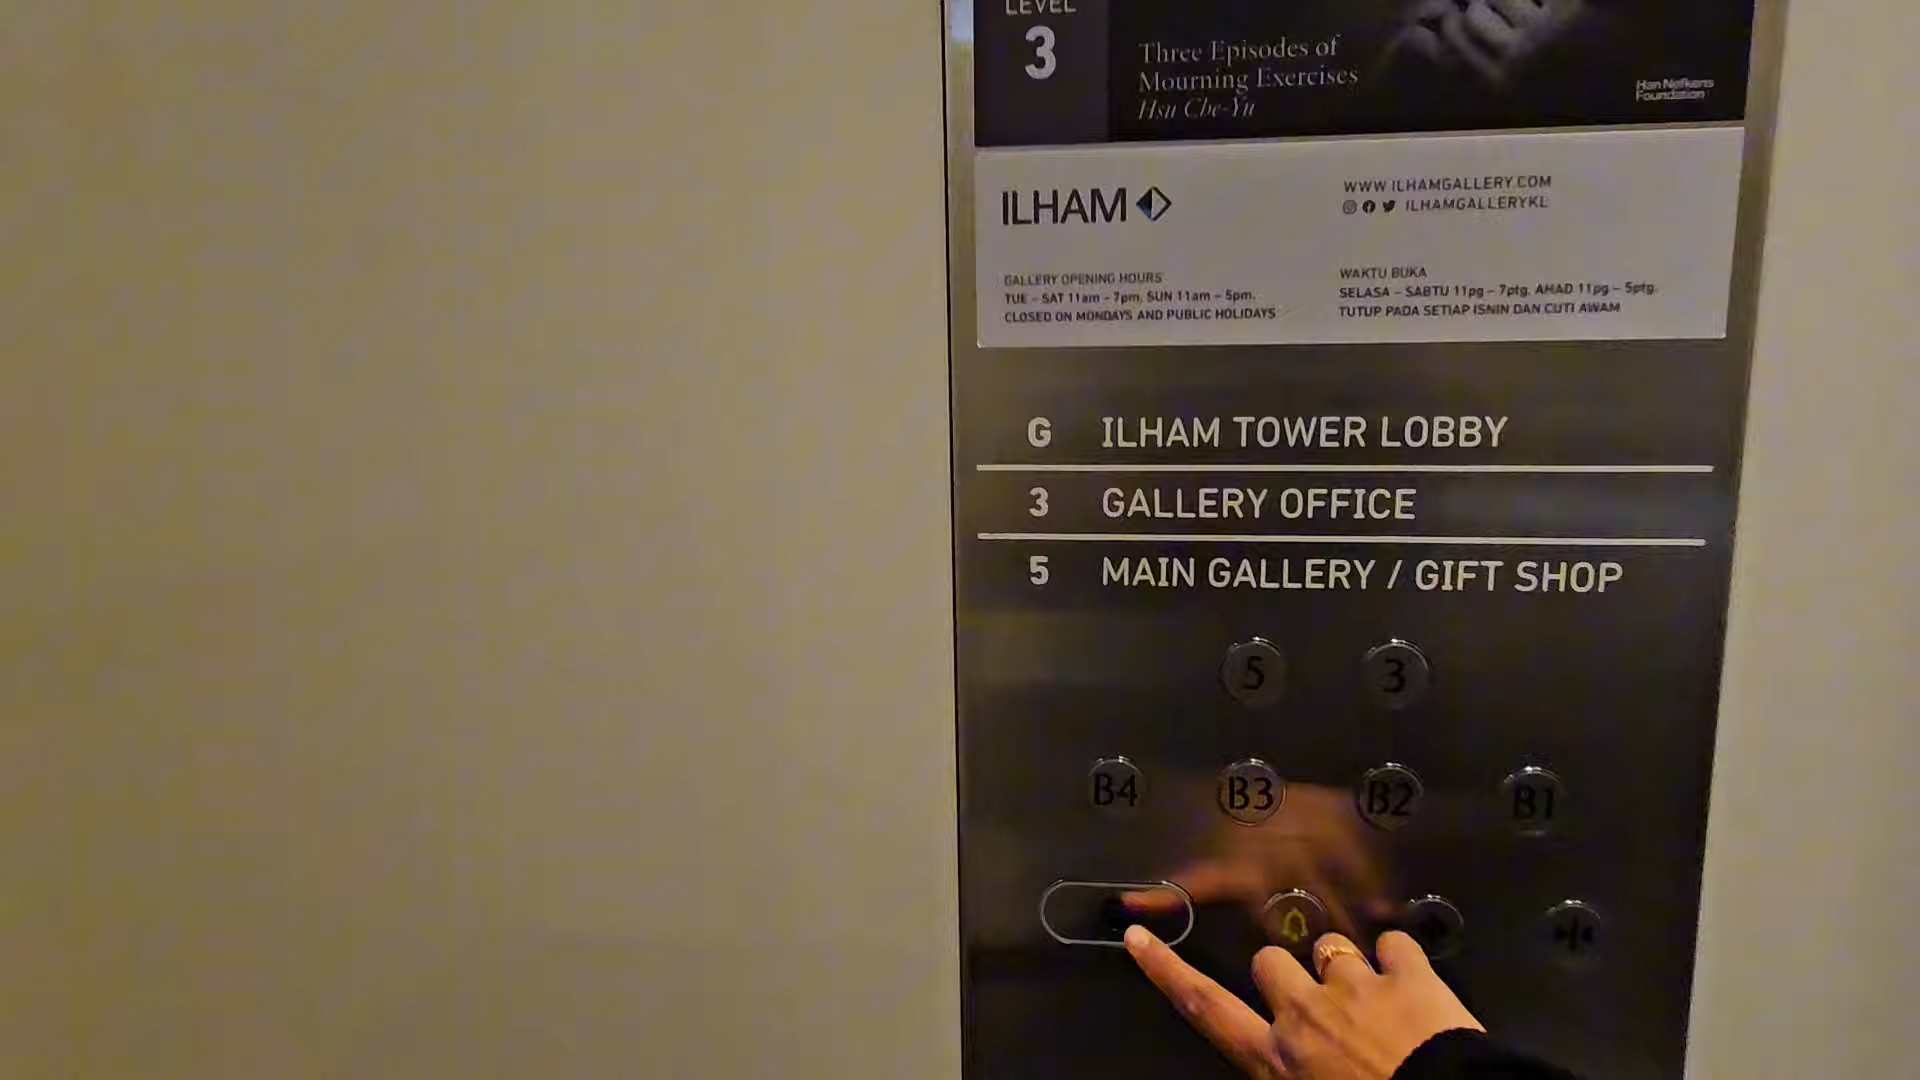 LEVEL
3
Three Episodes of
Mourning Exercises
Hsu Che-Yu
Han Nefkens
Foundation
ILHAM
WWW.ILHAMGALLERY.COM
ILHAMGALLERYKL
GALLERY OPENING HOURS
TUE – SAT 11am – 7pm, SUN 11am – 5pm.
CLOSED ON MONDAYS AND PUBLIC HOLIDAYS
WAKTU BUKA
SELASA – SABTU 11pg – 7ptg. AHAD 11pg – 5ptg.
TUTUP PADA SETIAP ISNIN DAN CUTI AWAM
G ILHAM TOWER LOBBY
3 GALLERY OFFICE
5 MAIN GALLERY / GIFT SHOP
5 3
B4 B3 B2 B1